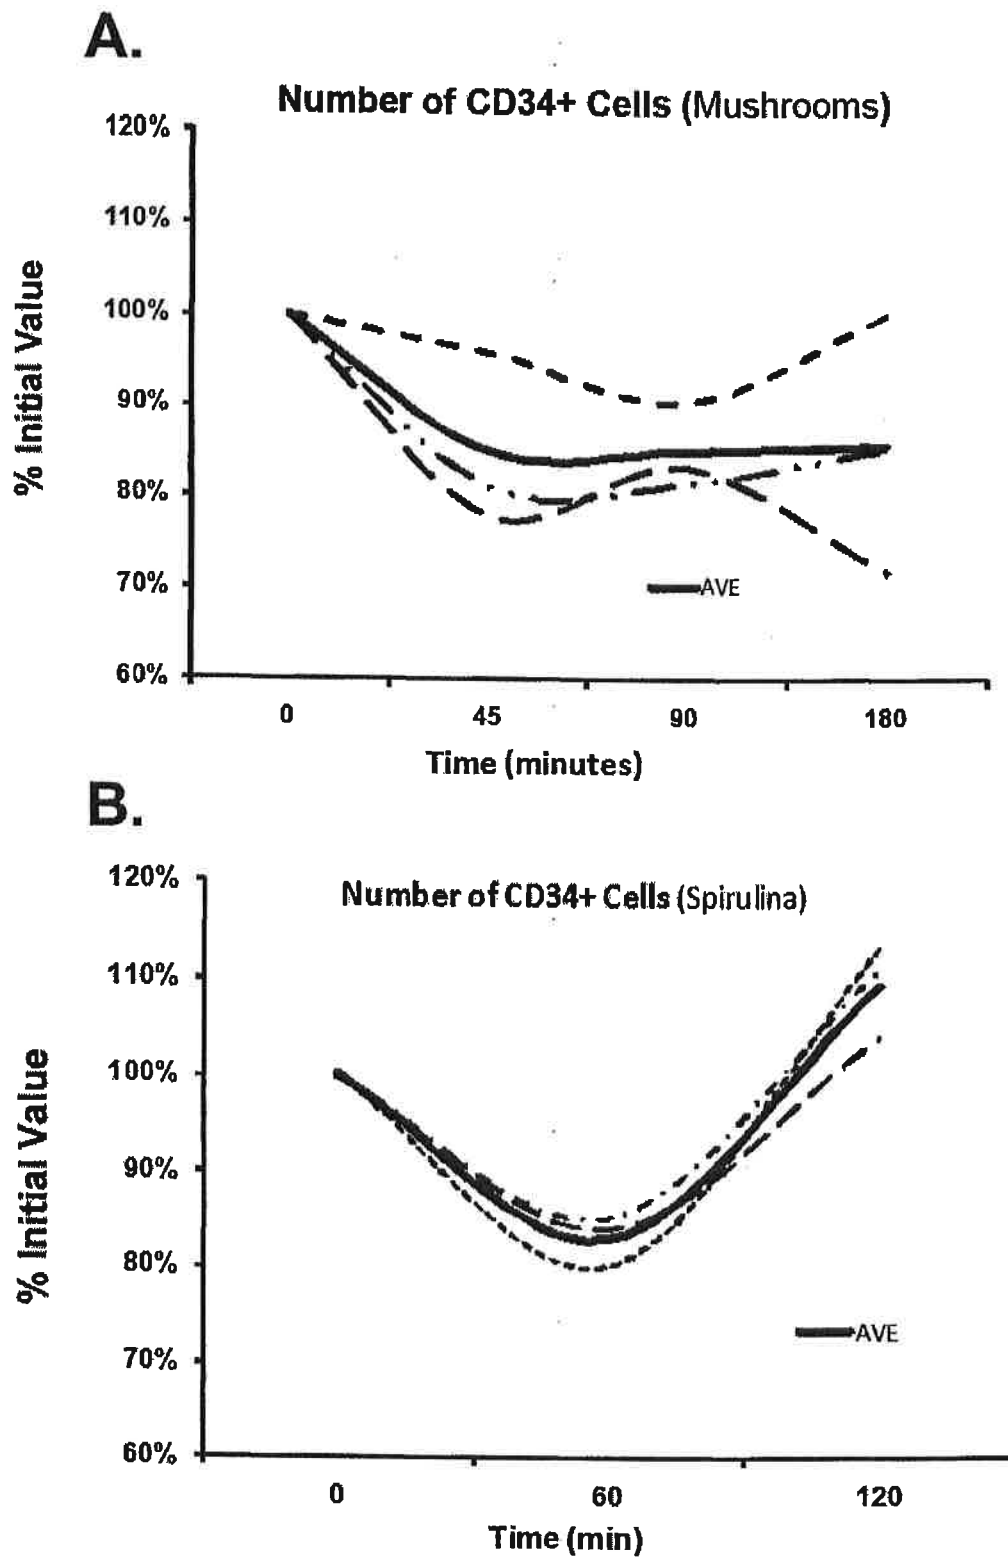 A.
Number of CD34+ Cells (Mushrooms)
120%
110%
100%
90%
80%
70%
60%
% Initial Value
AVE
0 45 90 180
Time (minutes)
B.
Number of CD34+ Cells (Spirulina)
120%
110%
100%
90%
80%
70%
60%
% Initial Value
AVE
0 60 120
Time (min)